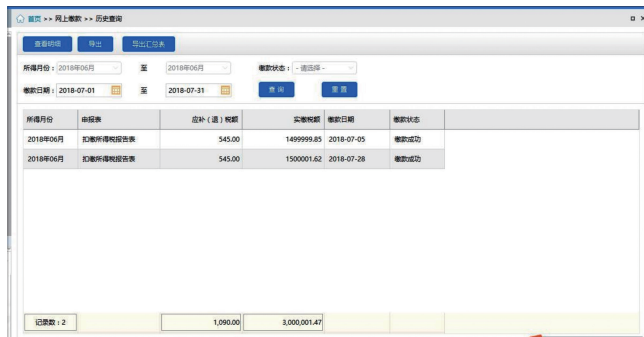 首页 >> 网上缴款 >> 历史查询
查看明细 导出 导出汇总表
所得月份：2018年06月 至 2018年06月 缴款状态：- 请选择 -
缴款日期：2018-07-01 至 2018-07-31 查 询 重 置
所得月份 申报表 应补（退）税额 实缴税额 缴款日期 缴款状态
2018年06月 扣缴所得税报告表 545.00 1499999.85 2018-07-05 缴款成功
2018年06月 扣缴所得税报告表 545.00 1500001.62 2018-07-28 缴款成功
记录数：2 1,090.00 3,000,001.47